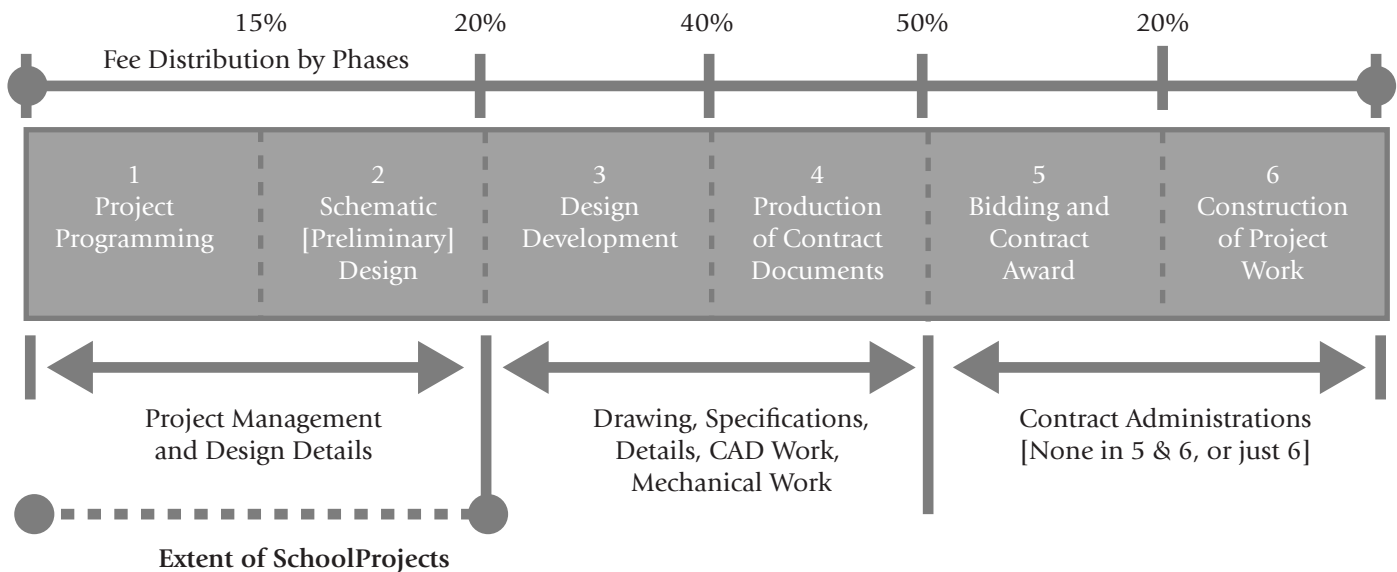 15% 20% 40% 50% 20%
Fee Distribution by Phases
1
Project
Programming
2
Schematic
[Preliminary]
Design
3
Design
Development
4
Production
of Contract
Documents
5
Bidding and
Contract
Award
6
Construction
of Project
Work
Project Management
and Design Details
Drawing, Specifications,
Details, CAD Work,
Mechanical Work
Contract Administrations
[None in 5 & 6, or just 6]
Extent of SchoolProjects